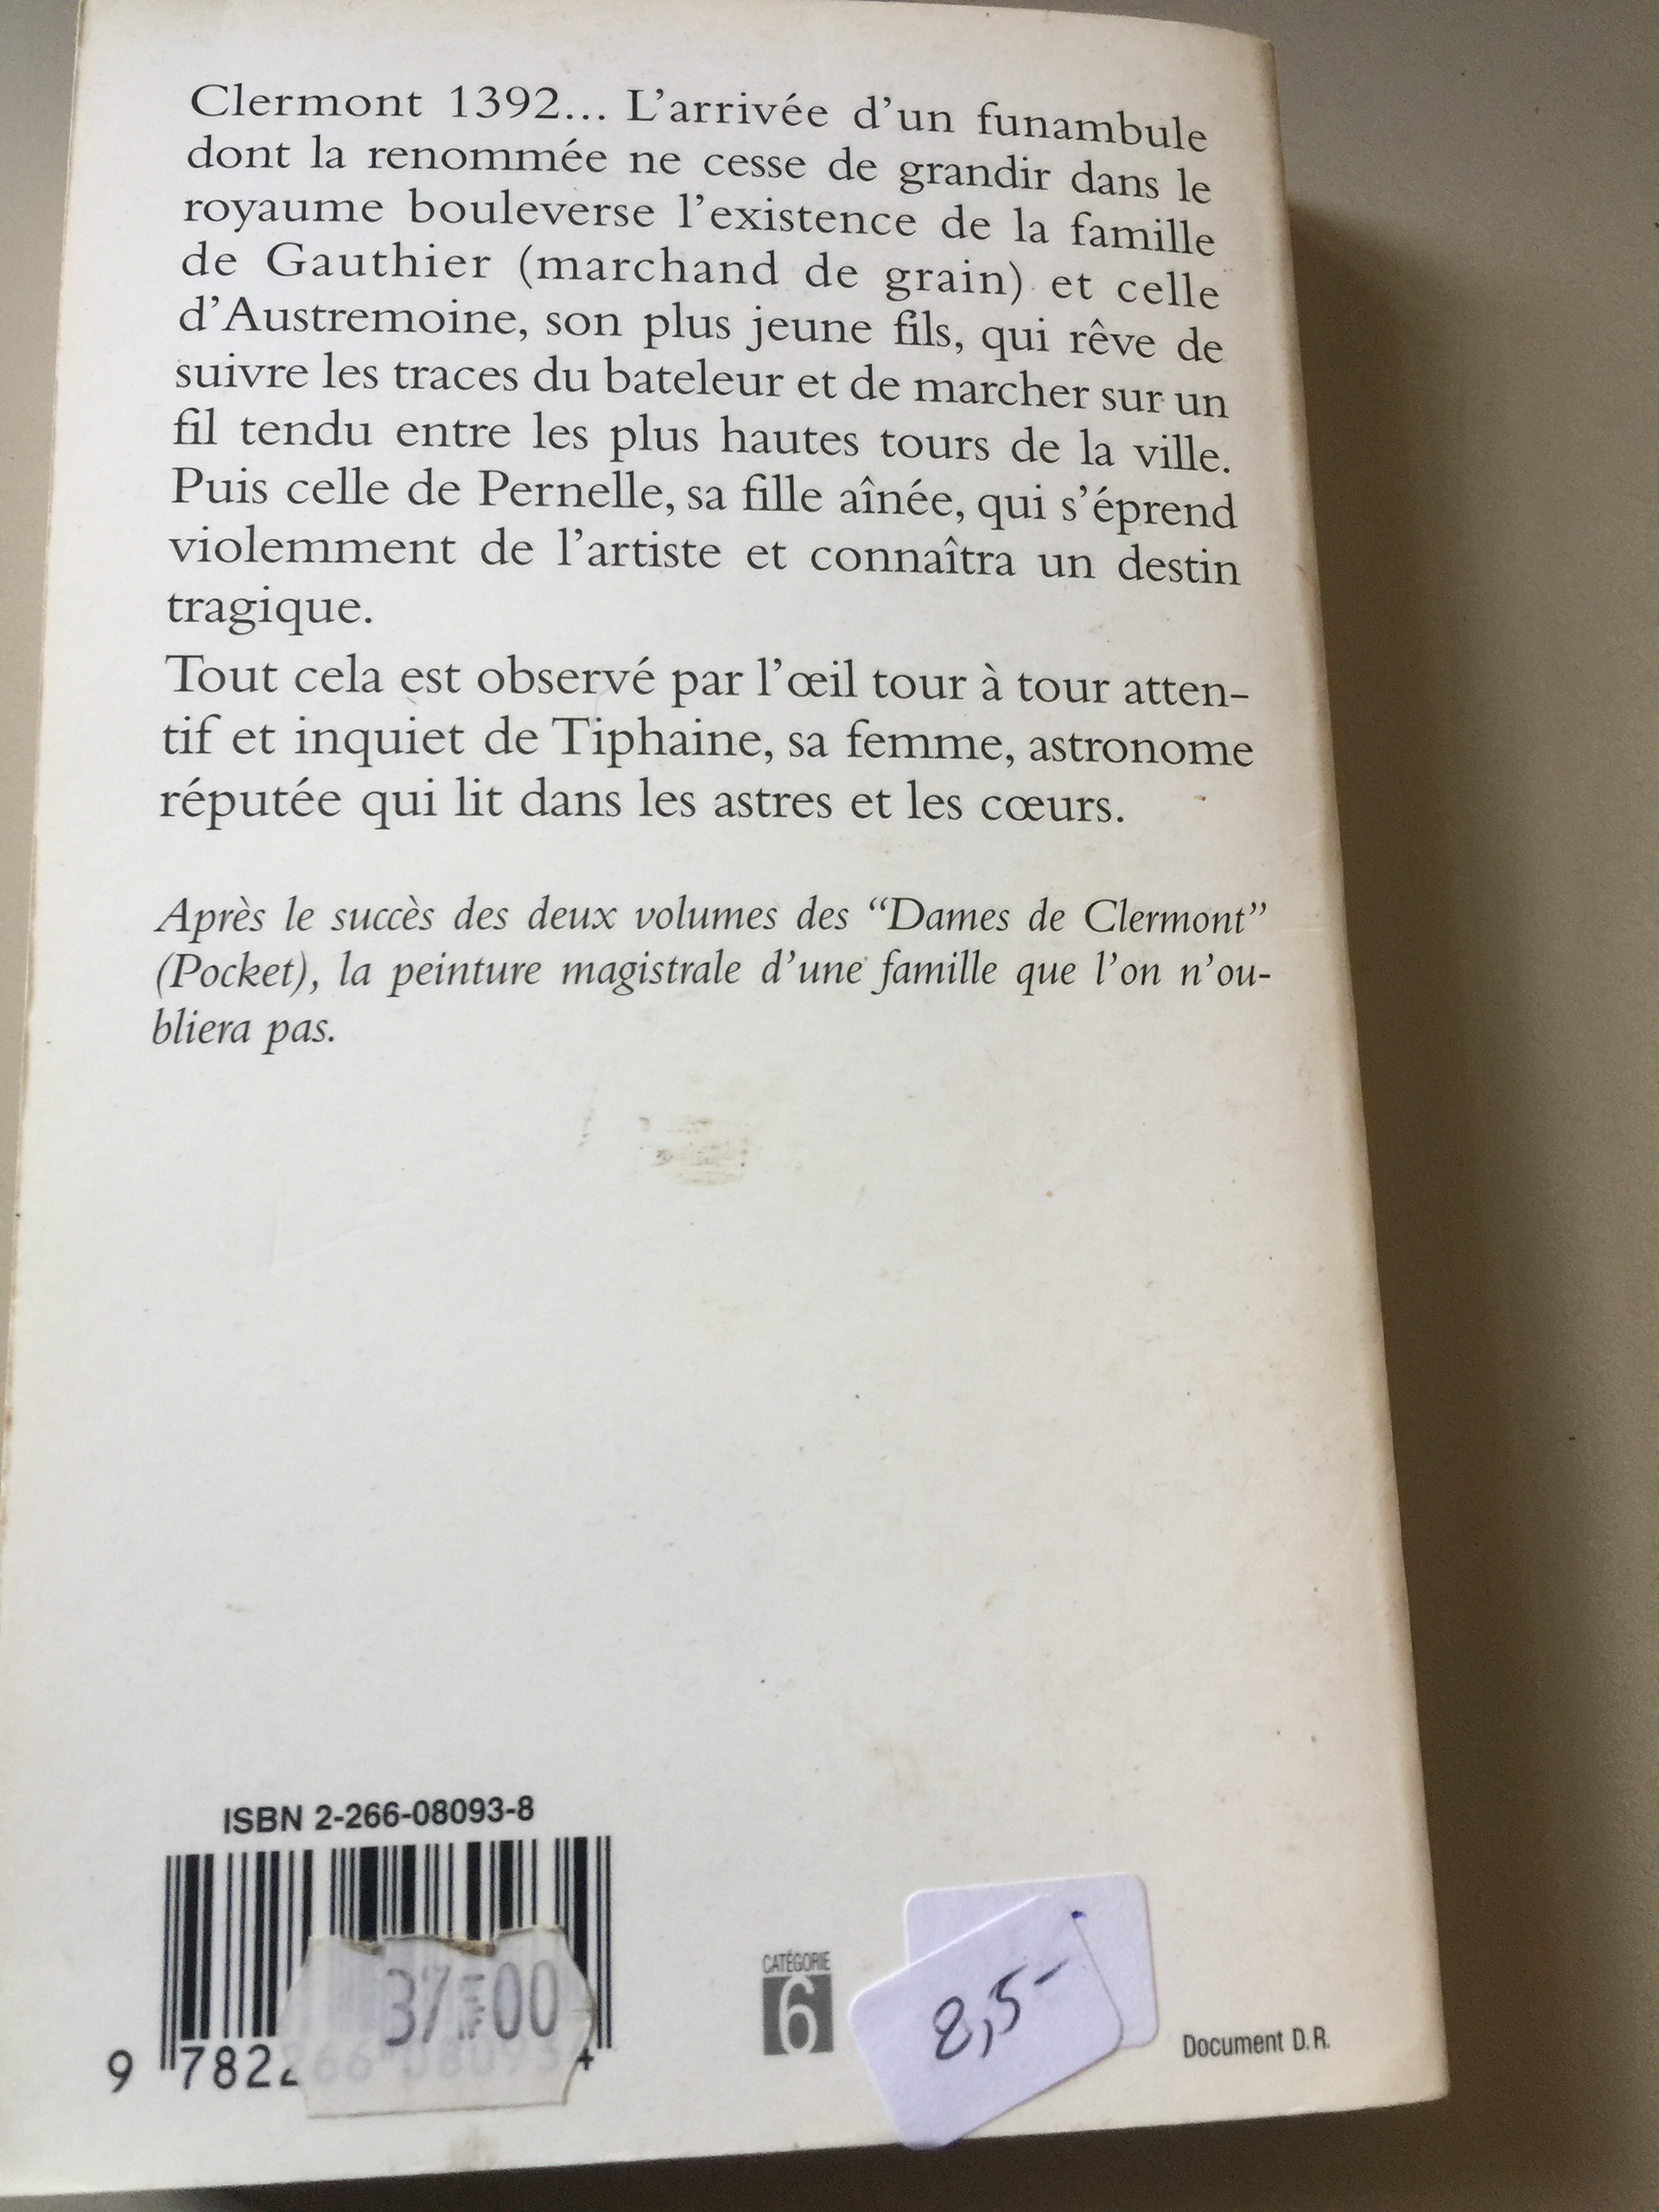 Clermont 1392... L'arrivée d'un funambule
dont la renommée ne cesse de grandir dans le
royaume bouleverse l'existence de la famille
de Gauthier (marchand de grain) et celle
d'Austremoine, son plus jeune fils, qui rêve de
suivre les traces du bateleur et de marcher sur un
fil tendu entre les plus hautes tours de la ville.
Puis celle de Pernelle, sa fille aînée, qui s'éprend
violemment de l'artiste et connaîtra un destin
tragique.
Tout cela est observé par l'œil tour à tour atten-
tif et inquiet de Tiphaine, sa femme, astronome
réputée qui lit dans les astres et les cœurs.
Après le succès des deux volumes des “Dames de Clermont”
(Pocket), la peinture magistrale d'une famille que l'on n'ou-
bliera pas.
ISBN 2-266-08093-8
37F00
9 782266 080934
CATÉGORIE
6
8,5-
Document D.R.